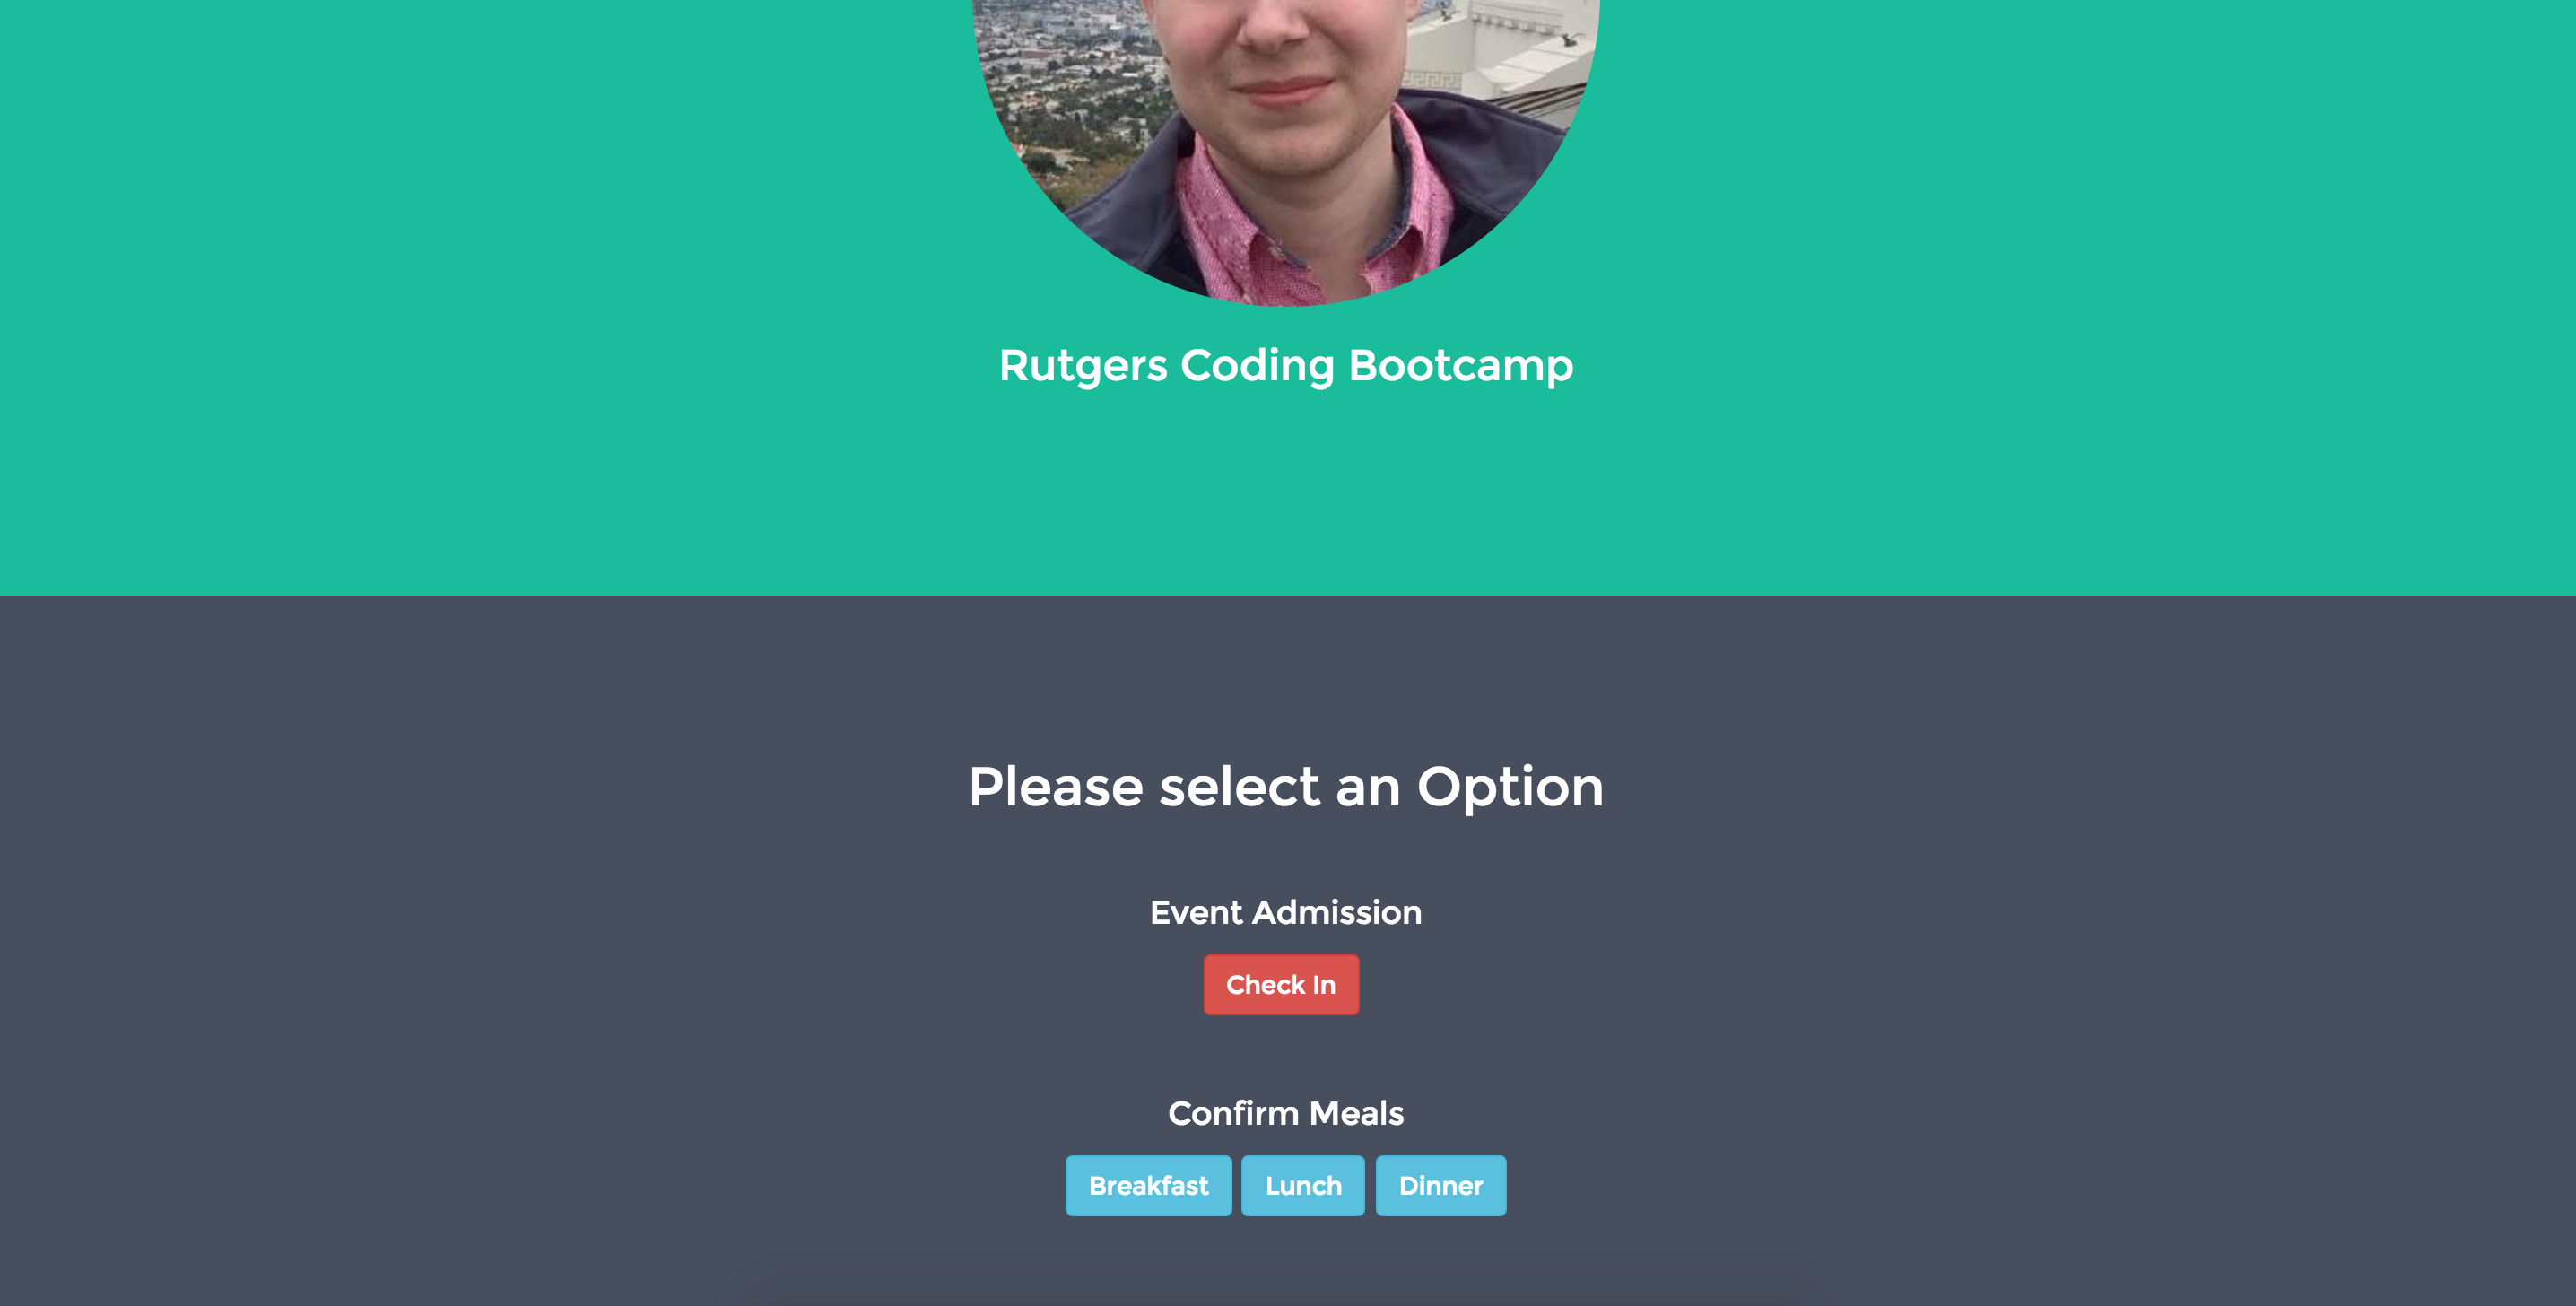 Rutgers Coding Bootcamp
Please select an Option
Event Admission
Check In
Confirm Meals
Breakfast Lunch Dinner